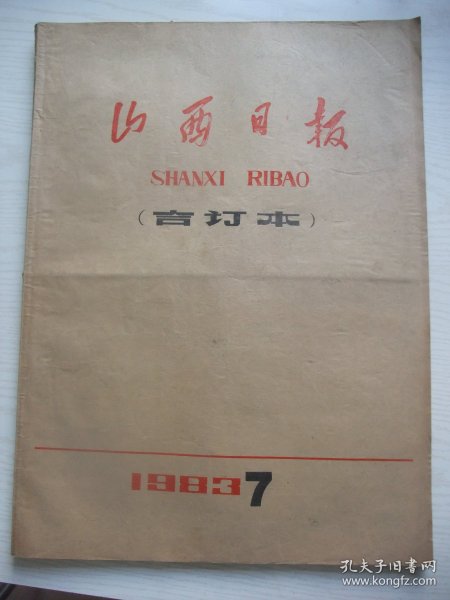 山西日报
SHANXI RIBAO
（合订本）
1983 7
孔夫子旧书网
www.kongfz.com